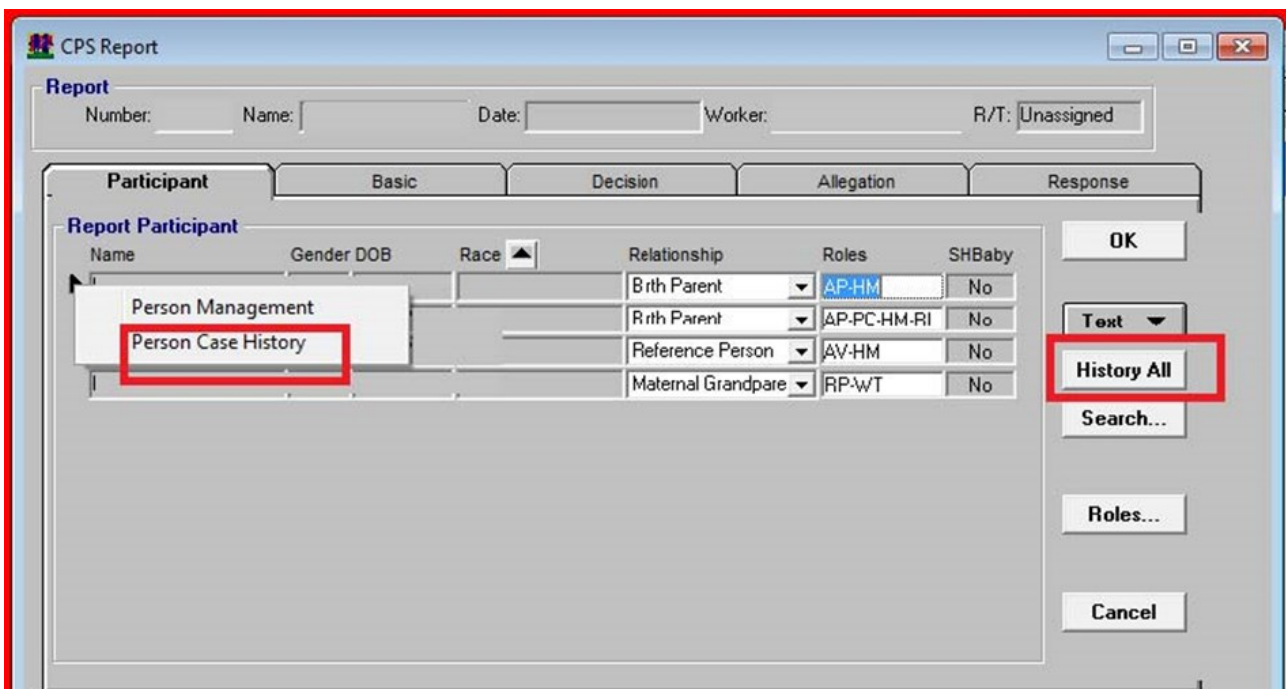 CPS Report
Report
Number: Name: Date: Worker: R/T: Unassigned
Participant Basic Decision Allegation Response
Report Participant
Name Gender DOB Race Relationship Roles SHBaby
OK
Birth Parent AP-HM No
Person Management
Birth Parent AP-PC-HM-RI No
Text
Person Case History
Reference Person AV-HM No
History All
Maternal Grandpare RP-WT No
Search...
Roles...
Cancel